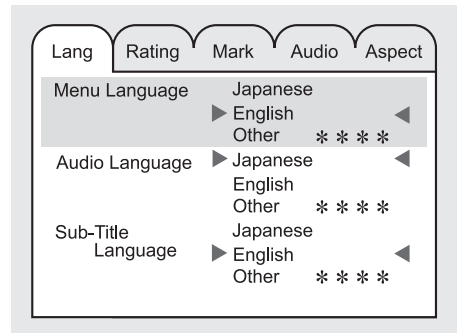 Lang Rating Mark Audio Aspect
Menu Language Japanese
▶ English ◀
Other ＊＊＊＊
Audio Language ▶ Japanese ◀
English
Other ＊＊＊＊
Sub-Title Japanese
Language ▶ English ◀
Other ＊＊＊＊